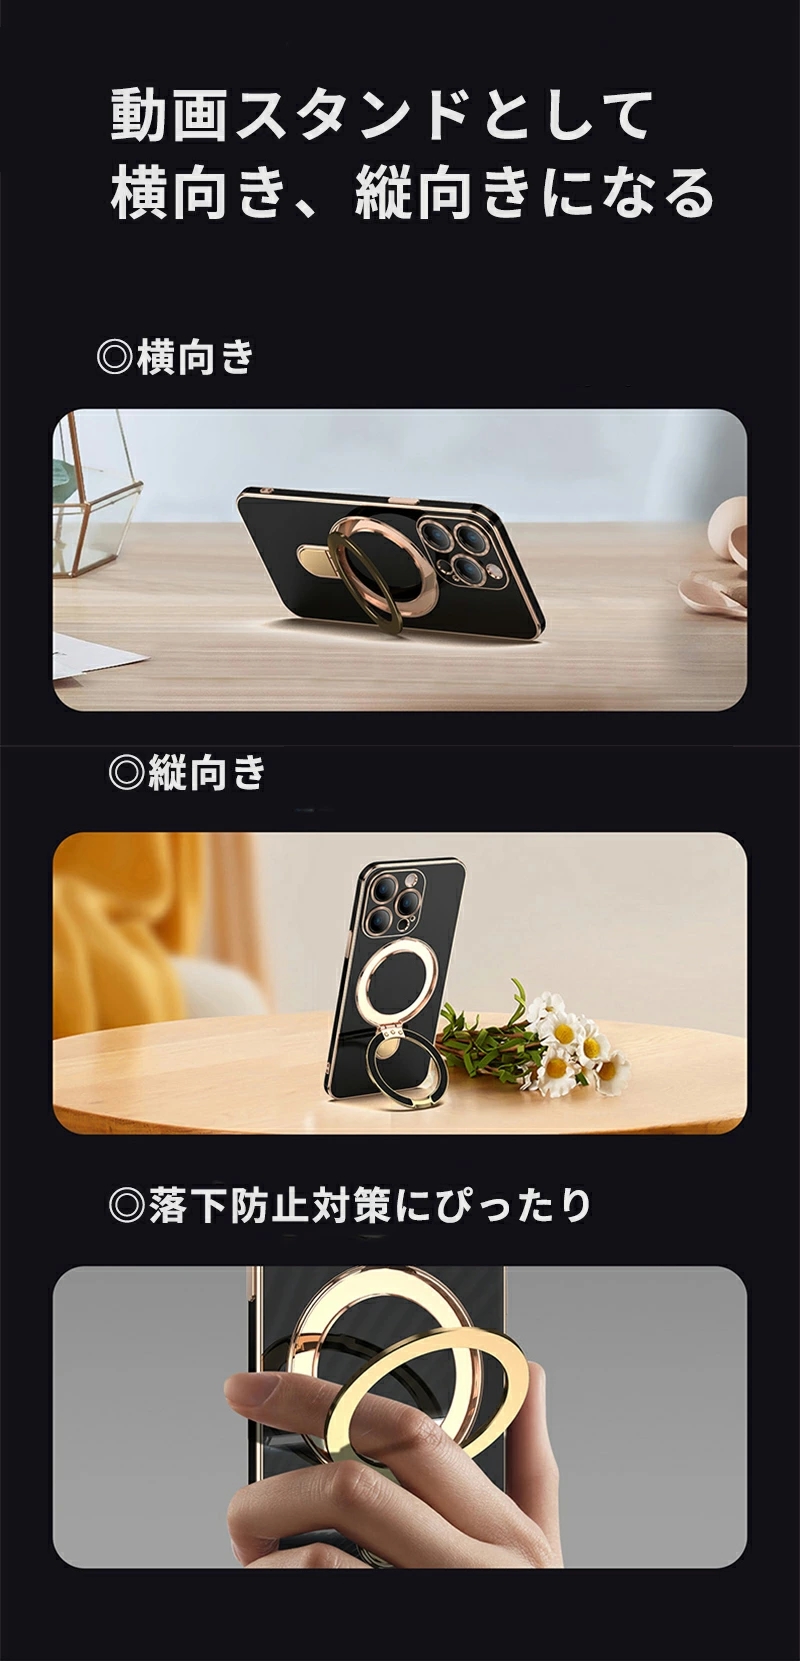 動画スタンドとして
横向き、縦向きになる
◎横向き
◎縦向き
◎落下防止対策にぴったり